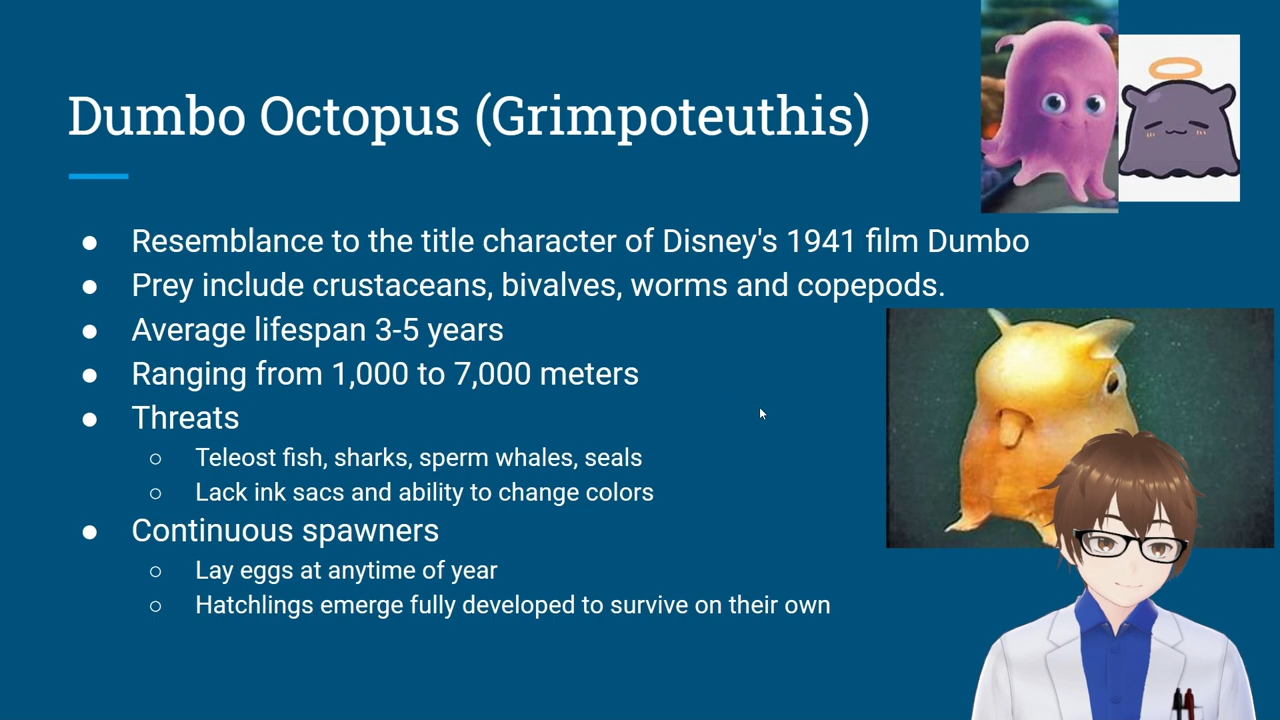 Dumbo Octopus (Grimpoteuthis)
● Resemblance to the title character of Disney's 1941 film Dumbo
● Prey include crustaceans, bivalves, worms and copepods.
● Average lifespan 3-5 years
● Ranging from 1,000 to 7,000 meters
● Threats
○ Teleost fish, sharks, sperm whales, seals
○ Lack ink sacs and ability to change colors
● Continuous spawners
○ Lay eggs at anytime of year
○ Hatchlings emerge fully developed to survive on their own